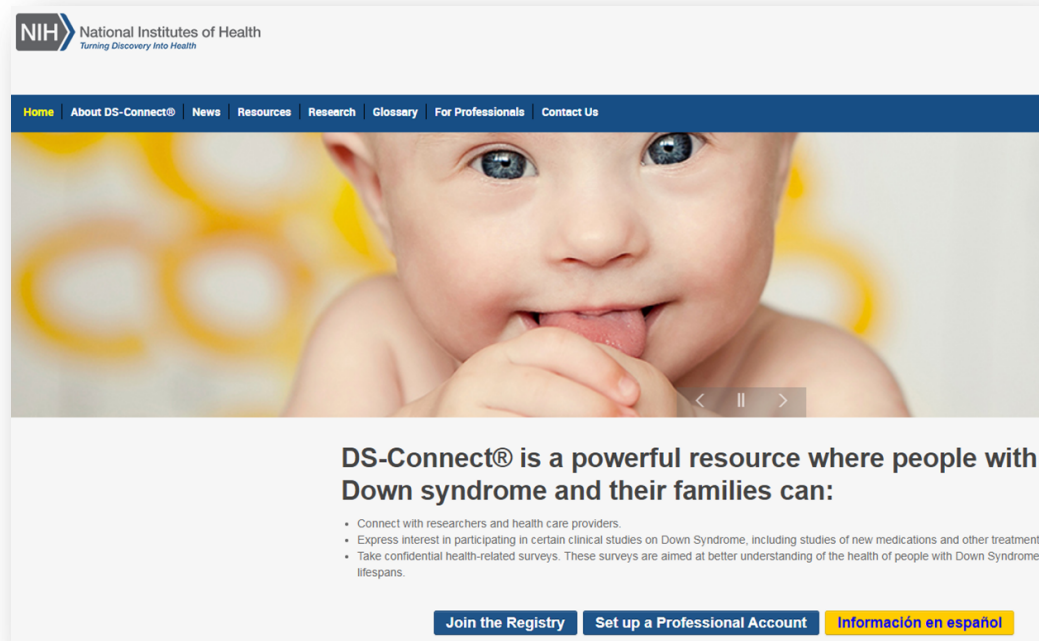 NIH National Institutes of Health
Turning Discovery Into Health
Home About DS-Connect® News Resources Research Glossary For Professionals Contact Us
DS-Connect® is a powerful resource where people with
Down syndrome and their families can:
• Connect with researchers and health care providers.
• Express interest in participating in certain clinical studies on Down Syndrome, including studies of new medications and other treatment
• Take confidential health-related surveys. These surveys are aimed at better understanding of the health of people with Down Syndrome
lifespans.
Join the Registry Set up a Professional Account Información en español